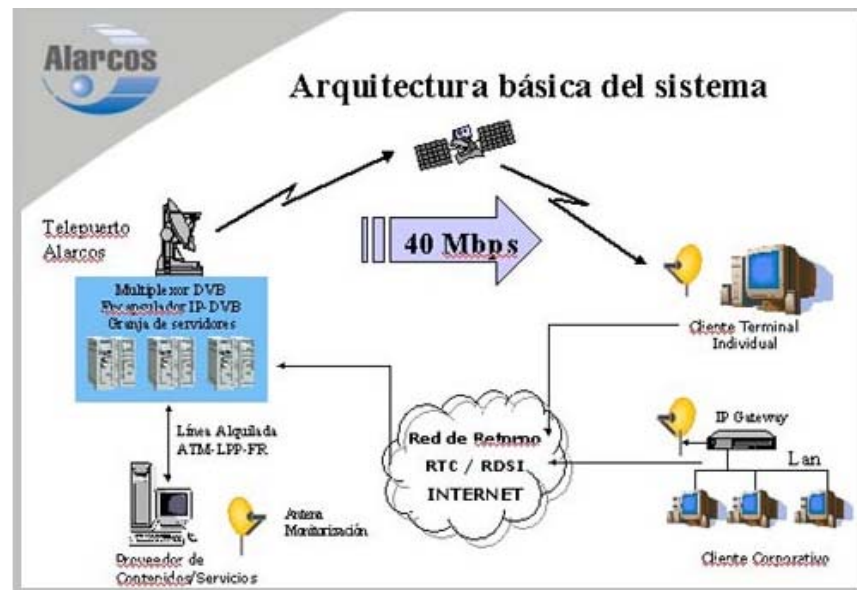 Alarcos
Arquitectura básica del sistema
Telepuerto
Alarcos
40 Mbps
Multiplexor DVB
Encapsulador IP-DVB
Granja de servidores
Cliente Terminal
Individual
Línea Alquilada
ATM-LPP-FR
Red de Retorno
RTC / RDSI
INTERNET
IP Gateway
Lan
Antena
Monitorización
Proveedor de
Contenidos/Servicios
Cliente Corporativo